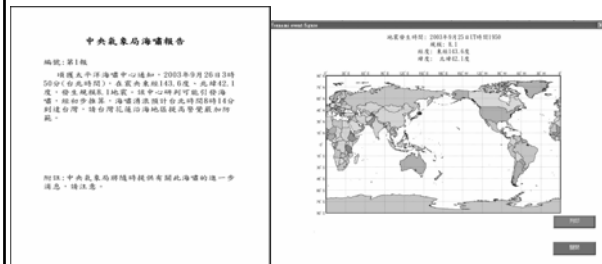 中央氣象局海嘯報告
編號:第1報
頃獲太平洋海嘯中心通知,2003年9月26日3時
50分(台北時間),在震央東經143.6度,北緯42.1
度,發生規模8.1地震,該中心研判可能引發海
嘯,經初步推算,海嘯湧浪預計台北時間8時14分
到達台灣,請台灣花蓮沿海地區提高警覺嚴加防
範。
附註:中央氣象局將隨時提供有關此海嘯的進一步
消息,請注意。
地震發生時間: 2003年9月25日UT時間1950
規模: 8.1
經度: 東經143.6度
緯度: 北緯42.1度